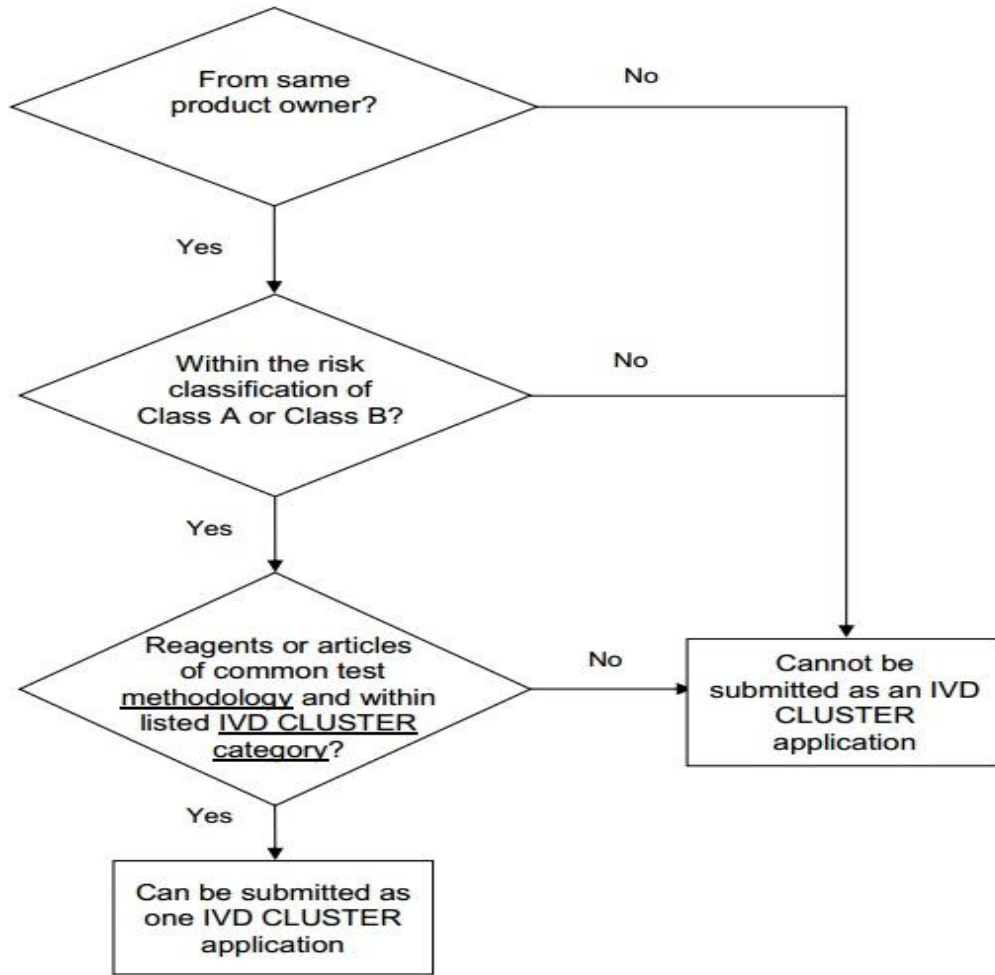 From same
product owner?
No
Yes
Within the risk
classification of
Class A or Class B?
No
Yes
Reagents or articles
of common test
methodology and within
listed IVD CLUSTER
category?
No
Cannot be
submitted as an IVD
CLUSTER
application
Yes
Can be submitted as
one IVD CLUSTER
application